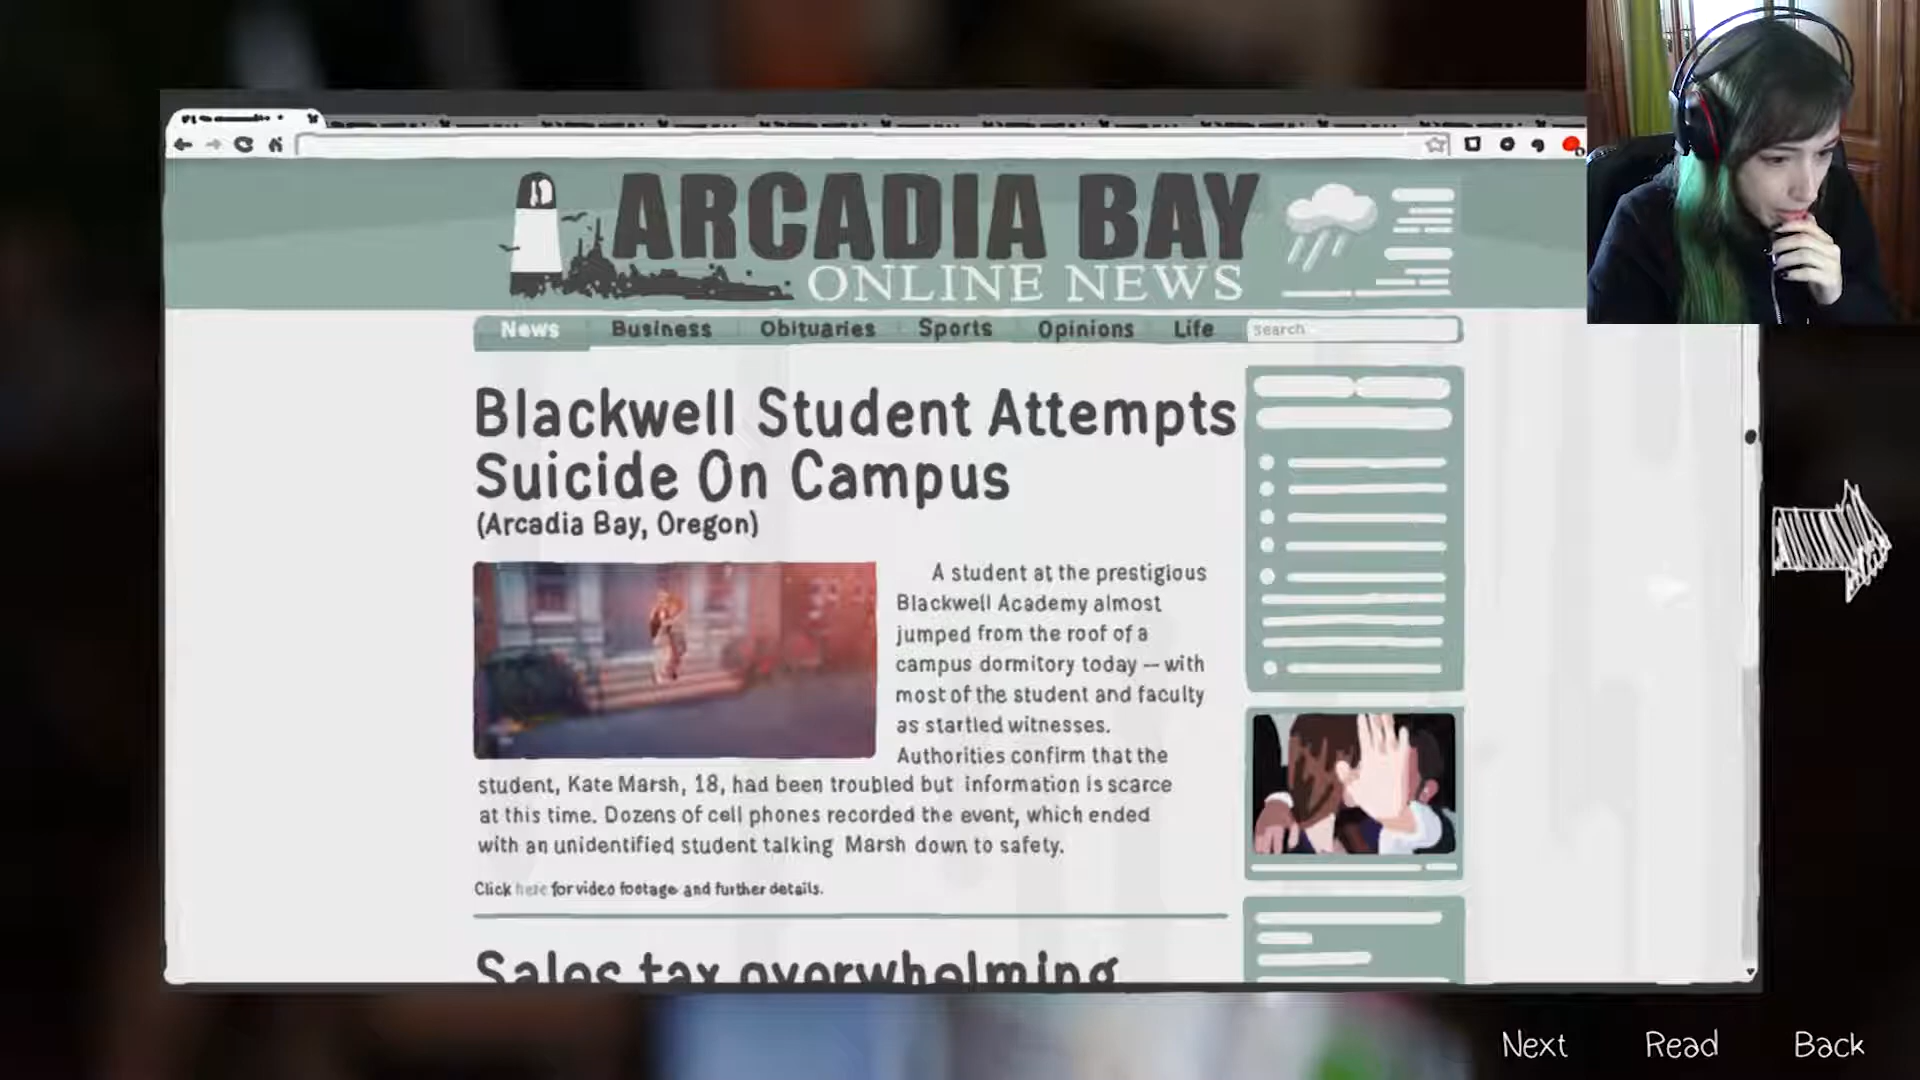 ARCADIA BAY
ONLINE NEWS
News Business Obituaries Sports Opinions Life search
Blackwell Student Attempts
Suicide On Campus
(Arcadia Bay, Oregon)
A student at the prestigious
Blackwell Academy almost
jumped from the roof of a
campus dormitory today — with
most of the student and faculty
as startled witnesses.
Authorities confirm that the
student, Kate Marsh, 18, had been troubled but information is scarce
at this time. Dozens of cell phones recorded the event, which ended
with an unidentified student talking Marsh down to safety.
Click here for video footage and further details.
Sales tax overwhelming
Next Read Back